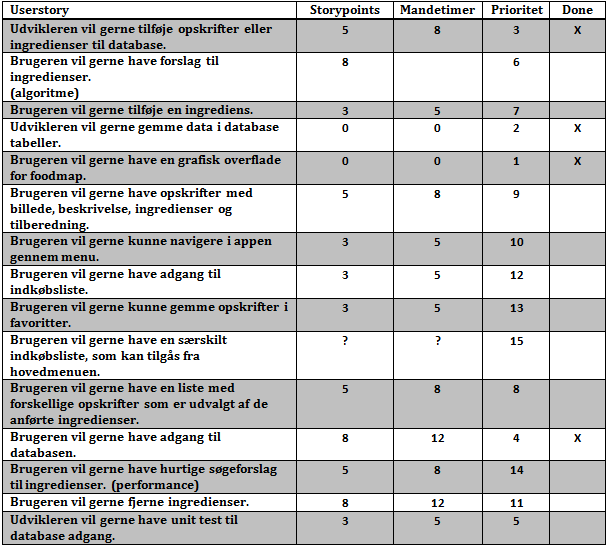 Userstory Storypoints Mandetimer Prioritet Done
Udvikleren vil gerne tilføje opskrifter eller
ingredienser til database. 5 8 3 X
Brugeren vil gerne have forslag til
ingredienser.
(algoritme) 8 6
Brugeren vil gerne tilføje en ingrediens. 3 5 7
Udvikleren vil gerne gemme data i database
tabeller. 0 0 2 X
Brugeren vil gerne have en grafisk overflade
for foodmap. 0 0 1 X
Brugeren vil gerne have opskrifter med
billede, beskrivelse, ingredienser og
tilberedning. 5 8 9
Brugeren vil gerne kunne navigere i appen
gennem menu. 3 5 10
Brugeren vil gerne have adgang til
indkøbsliste. 3 5 12
Brugeren vil gerne kunne gemme opskrifter i
favoritter. 3 5 13
Brugeren vil gerne have en særskilt
indkøbsliste, som kan tilgås fra
hovedmenuen. ? ? 15
Brugeren vil gerne have en liste med
forskellige opskrifter som er udvalgt af de
anførte ingredienser. 5 8 8
Brugeren vil gerne have adgang til
databasen. 8 12 4 X
Brugeren vil gerne have hurtige søgeforslag
til ingredienser. (performance) 5 8 14
Brugeren vil gerne fjerne ingredienser. 8 12 11
Udvikleren vil gerne have unit test til
database adgang. 3 5 5